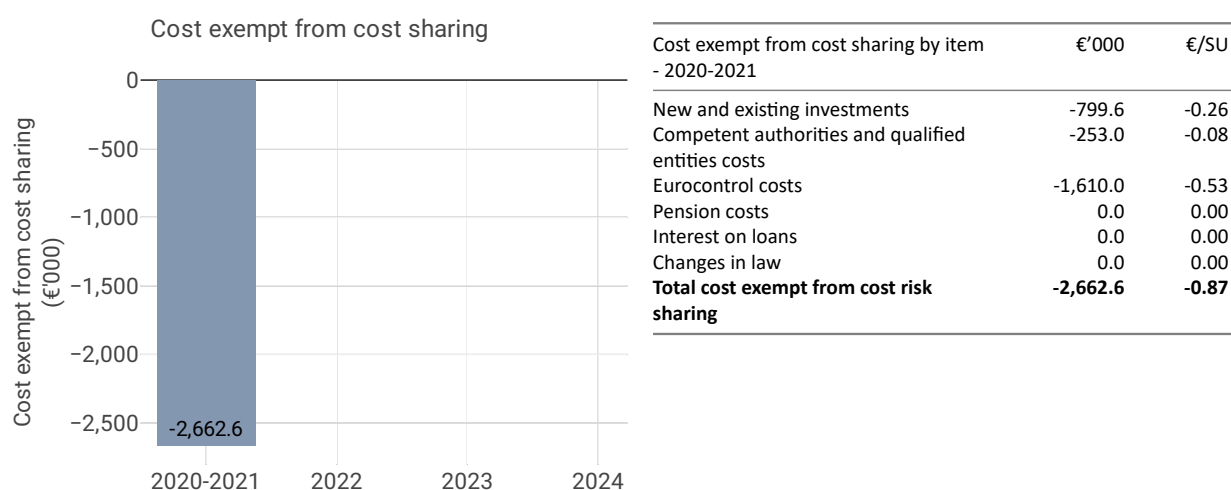 Cost exempt from cost sharing
Cost exempt from cost sharing
(€'000)
0
−500
−1,000
−1,500
−2,000
−2,500
-2,662.6
2020-2021 2022 2023 2024
Cost exempt from cost sharing by item €'000 €/SU
- 2020-2021
New and existing investments -799.6 -0.26
Competent authorities and qualified -253.0 -0.08
entities costs
Eurocontrol costs -1,610.0 -0.53
Pension costs 0.0 0.00
Interest on loans 0.0 0.00
Changes in law 0.0 0.00
Total cost exempt from cost risk -2,662.6 -0.87
sharing